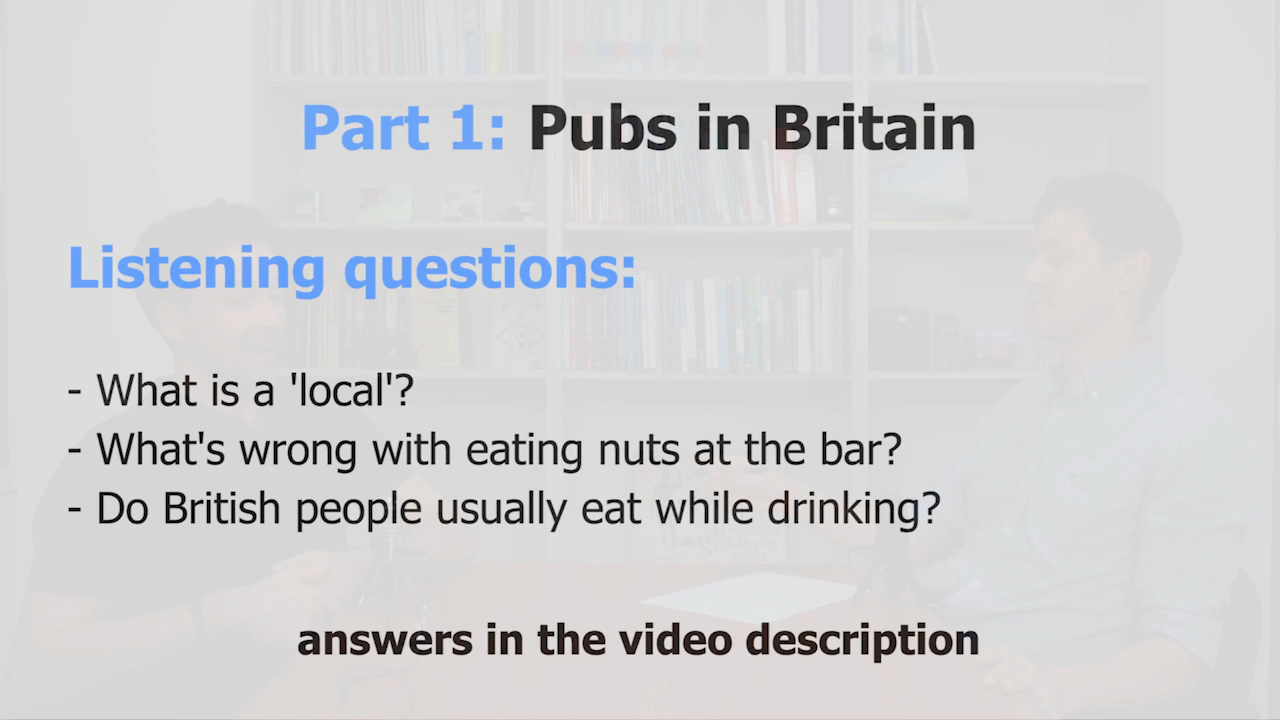 Part 1: Pubs in Britain
Listening questions:
- What is a 'local'?
- What's wrong with eating nuts at the bar?
- Do British people usually eat while drinking?
answers in the video description